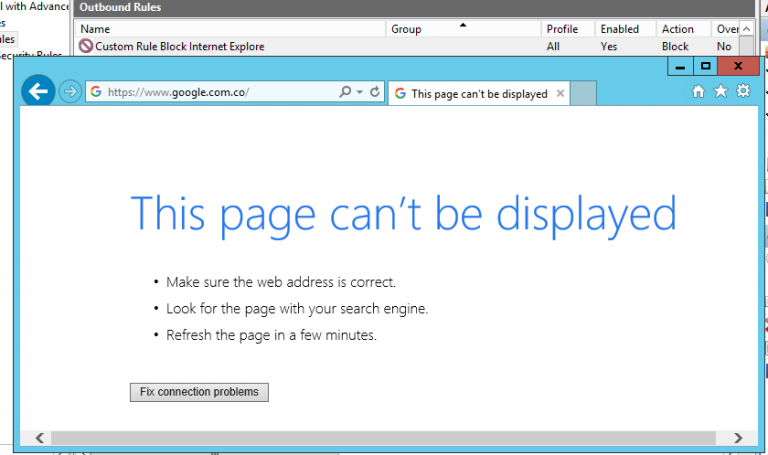 l with Advance
Outbound Rules
es
Name Group Profile Enabled Action Over
ules
Custom Rule Block Internet Explore All Yes Block No
Security Rules
https://www.google.com.co/ This page can't be displayed
This page can't be displayed
• Make sure the web address is correct.
• Look for the page with your search engine.
• Refresh the page in a few minutes.
Fix connection problems